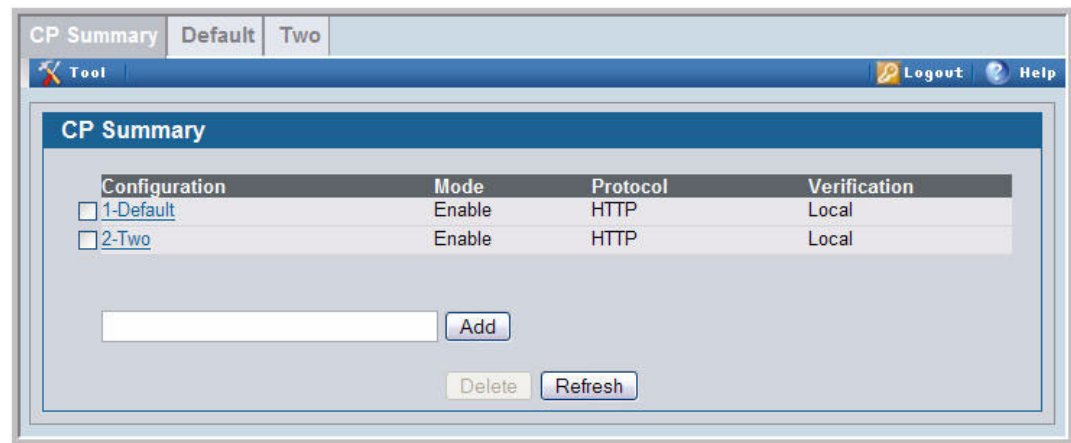 CP Summary Default Two
Tool Logout Help
CP Summary
Configuration Mode Protocol Verification
1-Default Enable HTTP Local
2-Two Enable HTTP Local
Add
Delete Refresh